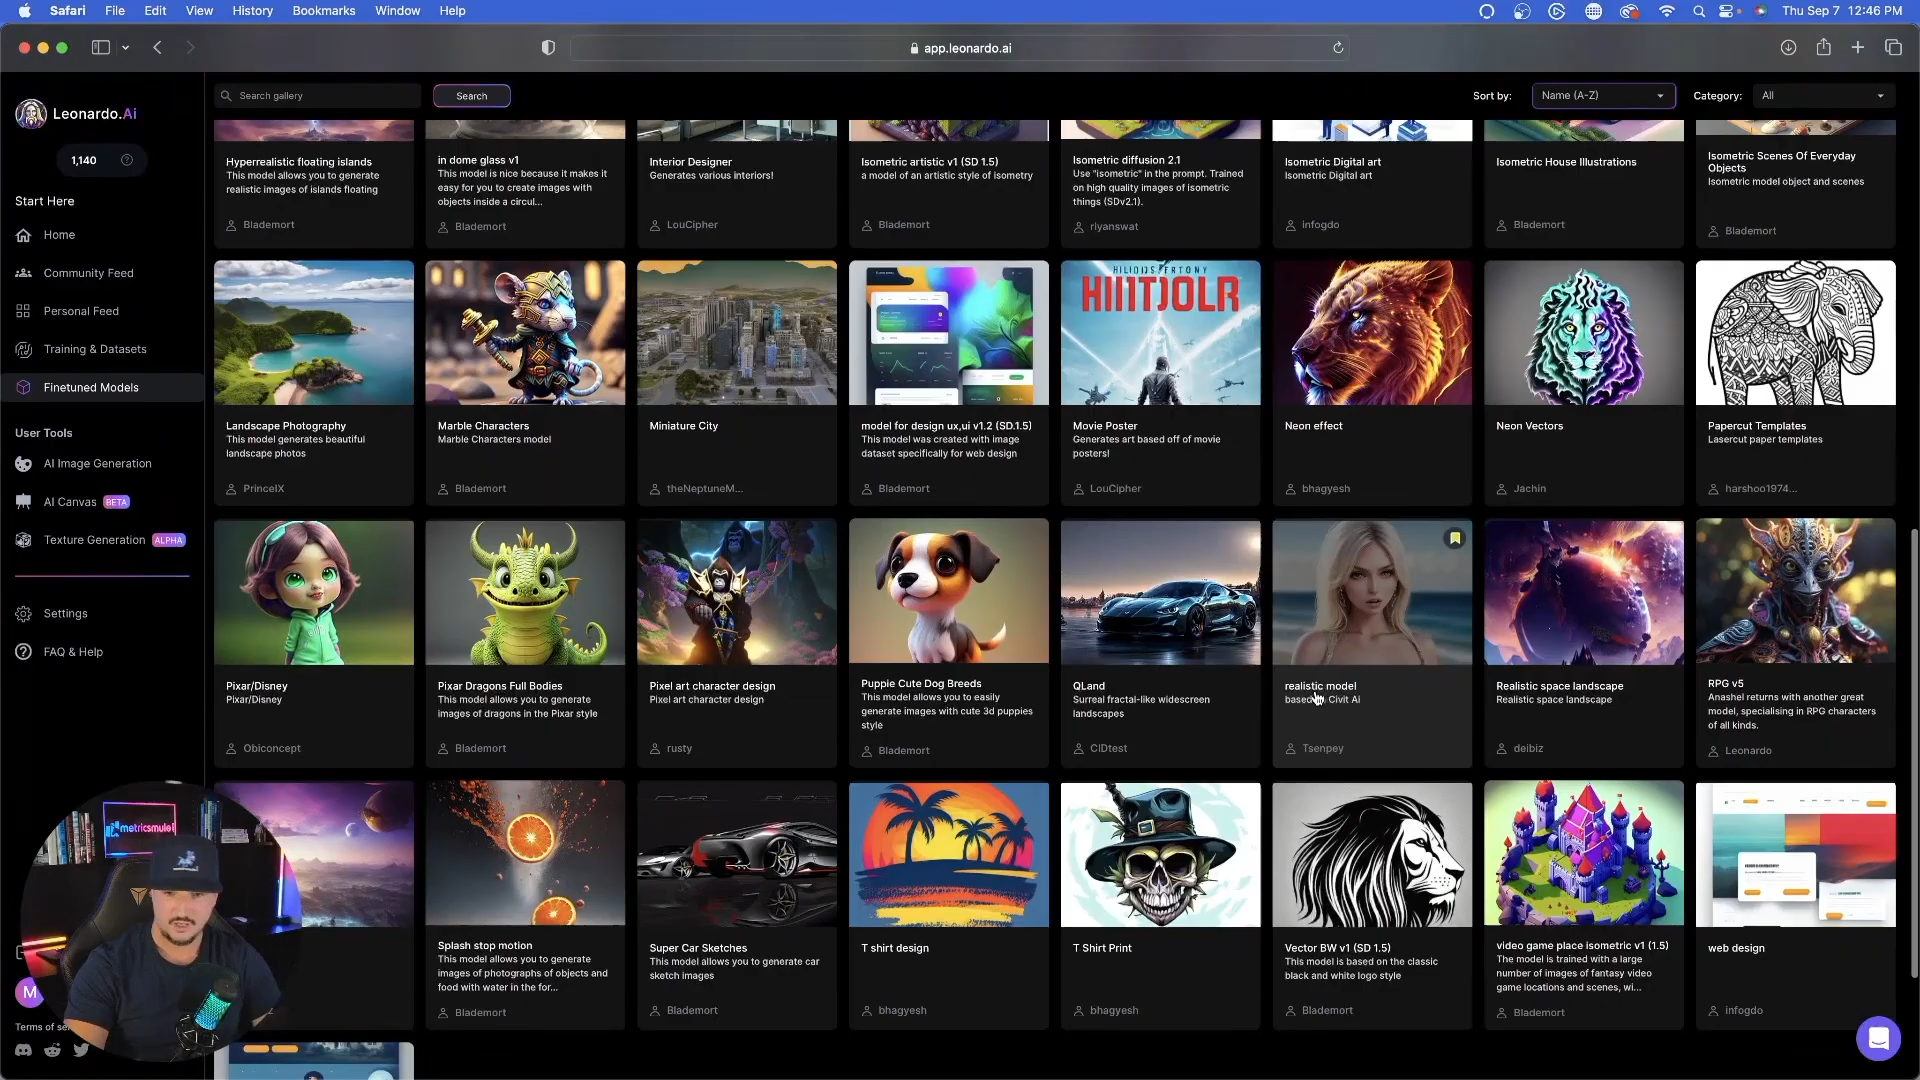 Safari File Edit View History Bookmarks Window Help
Thu Sep 7 12:46 PM
app.leonardo.ai
Leonardo.Ai
1,140
Start Here
Home
Community Feed
Personal Feed
Training & Datasets
Finetuned Models
User Tools
AI Image Generation
AI Canvas BETA
Texture Generation ALPHA
Settings
FAQ & Help
metricsmule
M
Terms of se
Search gallery
Search
Sort by: Name (A-Z)
Category: All
Hyperrealistic floating islands
This model allows you to generate
realistic images of islands floating
Blademort
in dome glass v1
This model is nice because it makes it
easy for you to create images with
objects inside a circul...
Blademort
Interior Designer
Generates various interiors!
LouCipher
Isometric artistic v1 (SD 1.5)
a model of an artistic style of isometry
Blademort
Isometric diffusion 2.1
Use "isometric" in the prompt. Trained
on high quality images of isometric
things (SDv2.1).
riyanswat
Isometric Digital art
Isometric Digital art
infogdo
Isometric House Illustrations
Blademort
Isometric Scenes Of Everyday
Objects
Isometric model object and scenes
Blademort
Landscape Photography
This model generates beautiful
landscape photos
PrinceIX
Marble Characters
Marble Characters model
Blademort
Miniature City
theNeptuneM...
model for design ux,ui v1.2 (SD.1.5)
This model was created with image
dataset specifically for web design
Blademort
HIITJOLR
Movie Poster
Generates art based off of movie
posters!
LouCipher
Neon effect
bhagyesh
Neon Vectors
Jachin
Papercut Templates
Lasercut paper templates
harshoo1974...
Pixar/Disney
Pixar/Disney
Obiconcept
Pixar Dragons Full Bodies
This model allows you to generate
images of dragons in the Pixar style
Blademort
Pixel art character design
Pixel art character design
rusty
Puppie Cute Dog Breeds
This model allows you to easily
generate images with cute 3d puppies
style
Blademort
QLand
Surreal fractal-like widescreen
landscapes
CIDtest
realistic model
based Civit Ai
Tsenpey
Realistic space landscape
Realistic space landscape
deibiz
RPG v5
Anashel returns with another great
model, specialising in RPG characters
of all kinds.
Leonardo
Splash stop motion
This model allows you to generate
images of photographs of objects and
food with water in the for...
Blademort
Super Car Sketches
This model allows you to generate car
sketch images
Blademort
T shirt design
bhagyesh
T Shirt Print
bhagyesh
Vector BW v1 (SD 1.5)
This model is based on the classic
black and white logo style
Blademort
video game place isometric v1 (1.5)
The model is trained with a large
number of images of fantasy video
game locations and scenes, wi...
Blademort
web design
infogdo